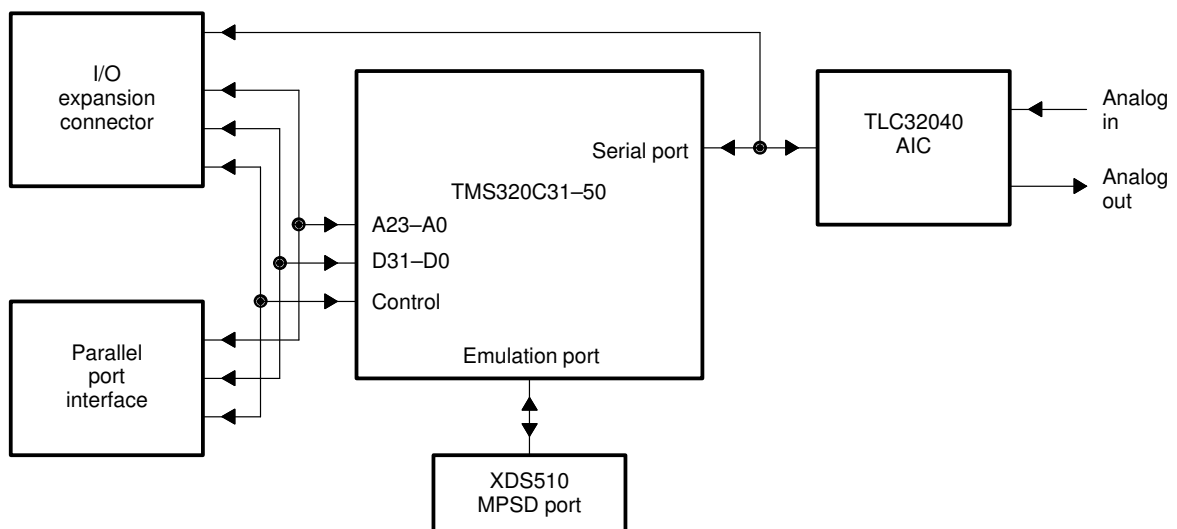 I/O
expansion
connector
Serial port
TMS320C31–50
A23–A0
D31–D0
Control
Emulation port
TLC32040
AIC
Analog
in
Analog
out
Parallel
port
interface
XDS510
MPSD port